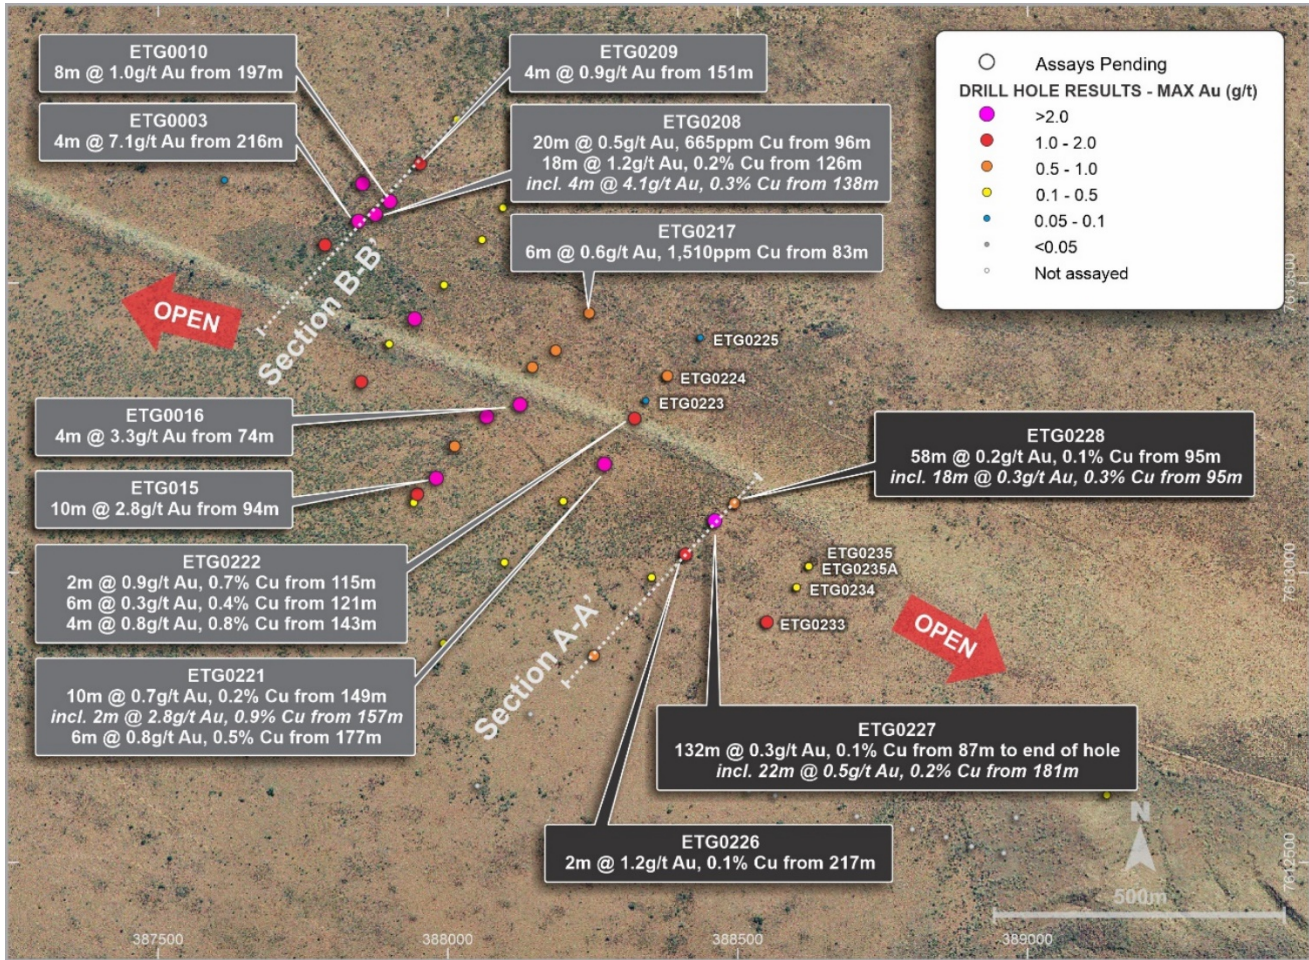 ETG0010
8m @ 1.0g/t Au from 197m
ETG0209
4m @ 0.9g/t Au from 151m
ETG0003
4m @ 7.1g/t Au from 216m
ETG0208
20m @ 0.5g/t Au, 665ppm Cu from 96m
18m @ 1.2g/t Au, 0.2% Cu from 126m
incl. 4m @ 4.1g/t Au, 0.3% Cu from 138m
ETG0217
6m @ 0.6g/t Au, 1,510ppm Cu from 83m
Assays Pending
DRILL HOLE RESULTS - MAX Au (g/t)
>2.0
1.0 - 2.0
0.5 - 1.0
0.1 - 0.5
0.05 - 0.1
<0.05
Not assayed
7613500
OPEN
Section B-B'
ETG0225
ETG0224
ETG0223
ETG0016
4m @ 3.3g/t Au from 74m
ETG015
10m @ 2.8g/t Au from 94m
ETG0228
58m @ 0.2g/t Au, 0.1% Cu from 95m
incl. 18m @ 0.3g/t Au, 0.3% Cu from 95m
ETG0222
2m @ 0.9g/t Au, 0.7% Cu from 115m
6m @ 0.3g/t Au, 0.4% Cu from 121m
4m @ 0.8g/t Au, 0.8% Cu from 143m
ETG0235
ETG0235A
ETG0234
ETG0233
7613000
OPEN
Section A-A'
ETG0221
10m @ 0.7g/t Au, 0.2% Cu from 149m
incl. 2m @ 2.8g/t Au, 0.9% Cu from 157m
6m @ 0.8g/t Au, 0.5% Cu from 177m
ETG0227
132m @ 0.3g/t Au, 0.1% Cu from 87m to end of hole
incl. 22m @ 0.5g/t Au, 0.2% Cu from 181m
ETG0226
2m @ 1.2g/t Au, 0.1% Cu from 217m
N
7612500
500m
387500
388000
388500
389000